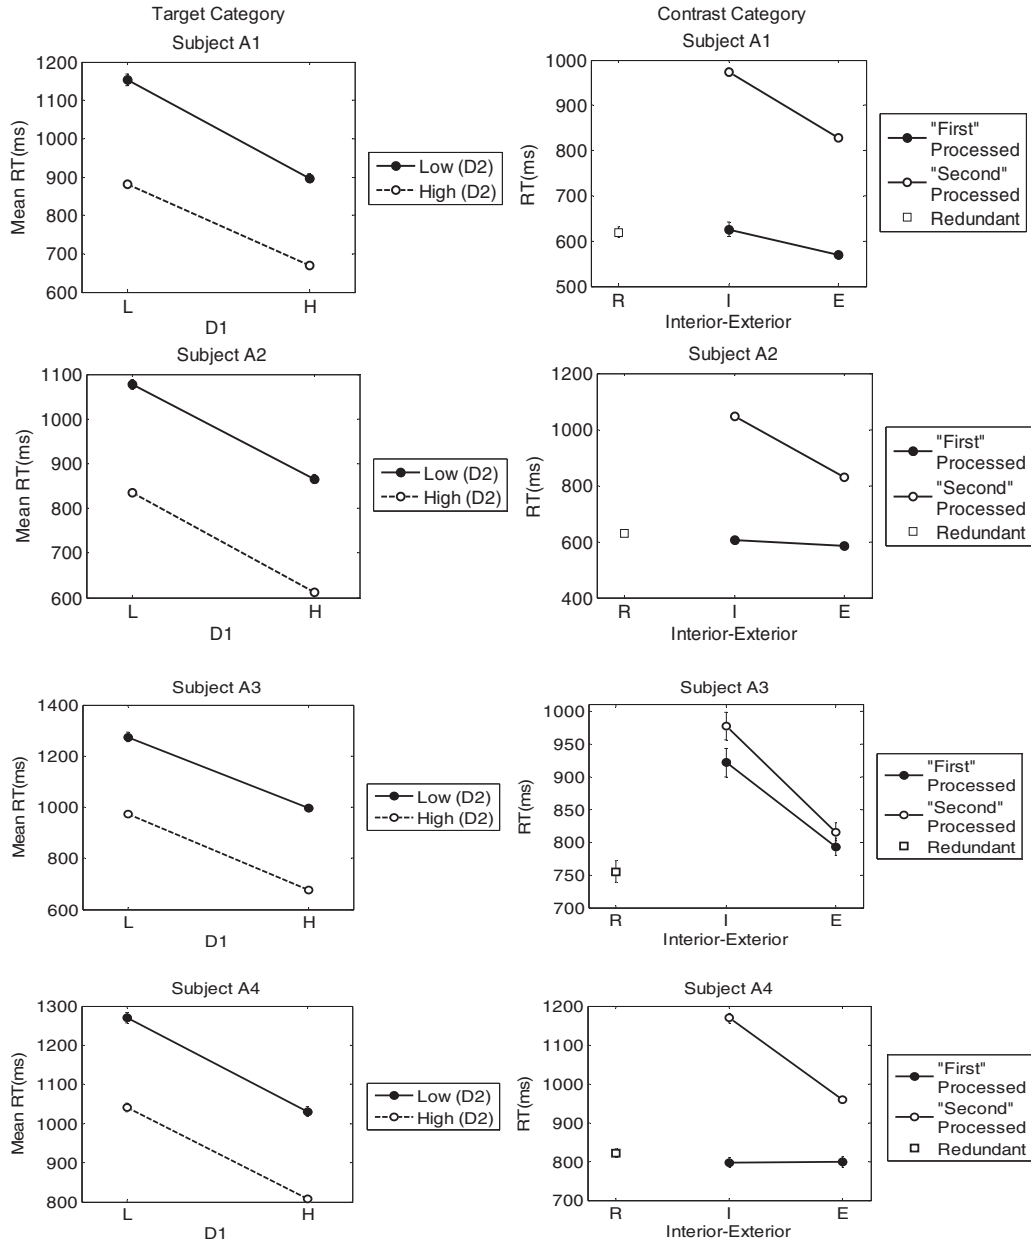 Target Category
Contrast Category
Subject A1
1200
1100
1000
900
800
700
600
Mean RT(ms)
L
H
D1
Low (D2)
High (D2)
Subject A1
1000
900
800
700
600
500
RT(ms)
R
I
E
Interior-Exterior
"First"
Processed
"Second"
Processed
Redundant
Subject A2
1100
1000
900
800
700
600
Mean RT(ms)
L
H
D1
Low (D2)
High (D2)
Subject A2
1200
1000
800
600
400
RT(ms)
R
I
E
Interior-Exterior
"First"
Processed
"Second"
Processed
Redundant
Subject A3
1400
1200
1000
800
600
Mean RT(ms)
L
H
D1
Low (D2)
High (D2)
Subject A3
1000
950
900
850
800
750
700
RT(ms)
R
I
E
Interior-Exterior
"First"
Processed
"Second"
Processed
Redundant
Subject A4
1300
1200
1100
1000
900
800
Mean RT(ms)
L
H
D1
Low (D2)
High (D2)
Subject A4
1200
1100
1000
900
800
700
RT(ms)
R
I
E
Interior-Exterior
"First"
Processed
"Second"
Processed
Redundant